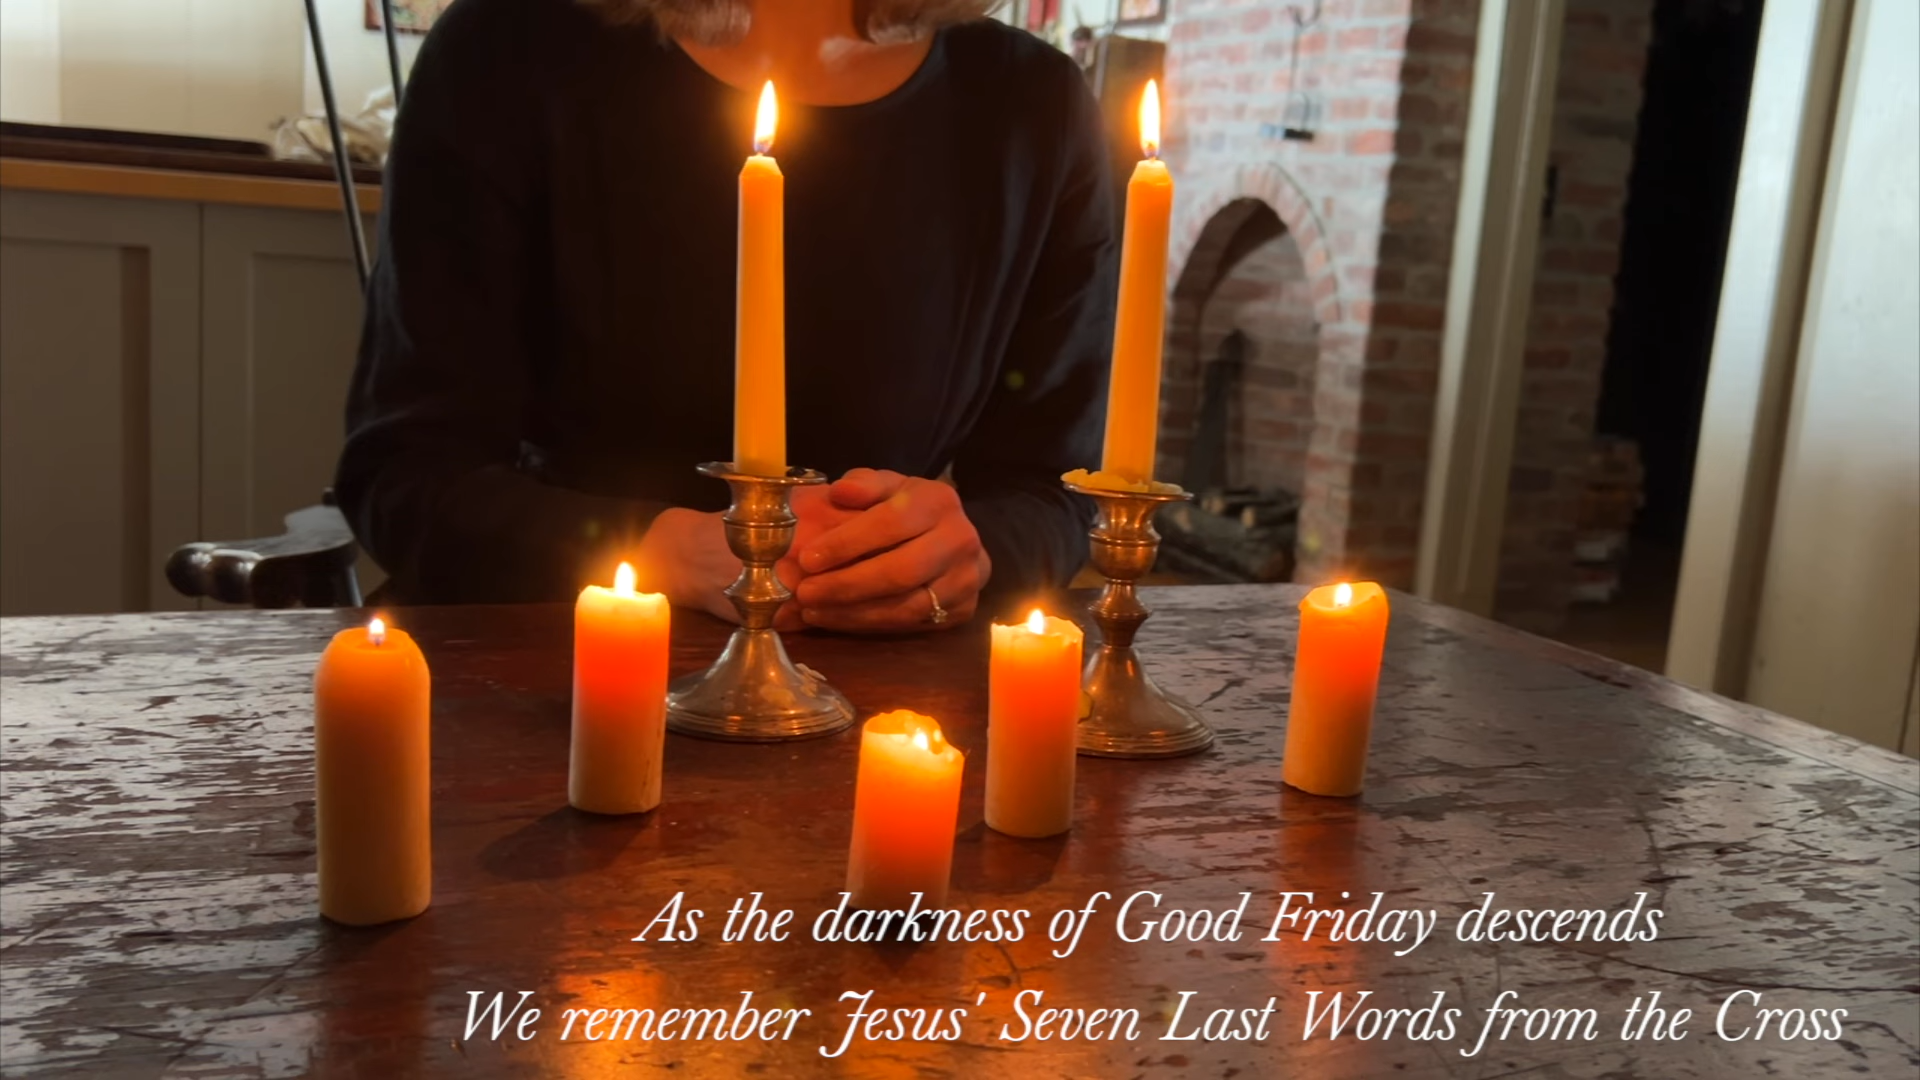 As the darkness of Good Friday descends
We remember Jesus' Seven Last Words from the Cross